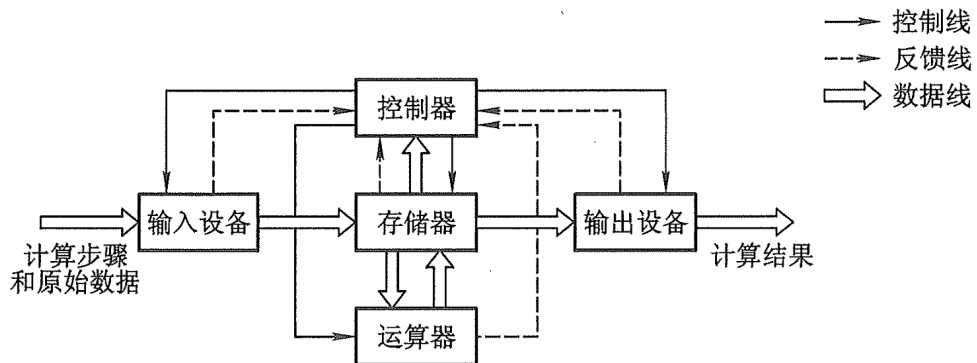 控制线
反馈线
数据线
控制器
输入设备
存储器
输出设备
计算步骤
和原始数据
计算结果
运算器